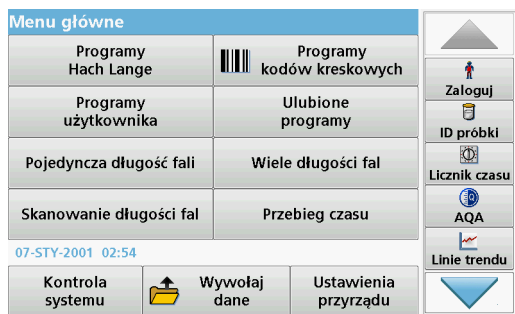 Menu główne
Programy
Hach Lange
Programy
kodów kreskowych
Programy
użytkownika
Ulubione
programy
Pojedyncza długość fali
Wiele długości fal
Skanowanie długości fal
Przebieg czasu
07-STY-2001 02:54
Kontrola
systemu
Wywołaj
dane
Ustawienia
przyrządu
Zaloguj
ID próbki
Licznik czasu
AQA
Linie trendu